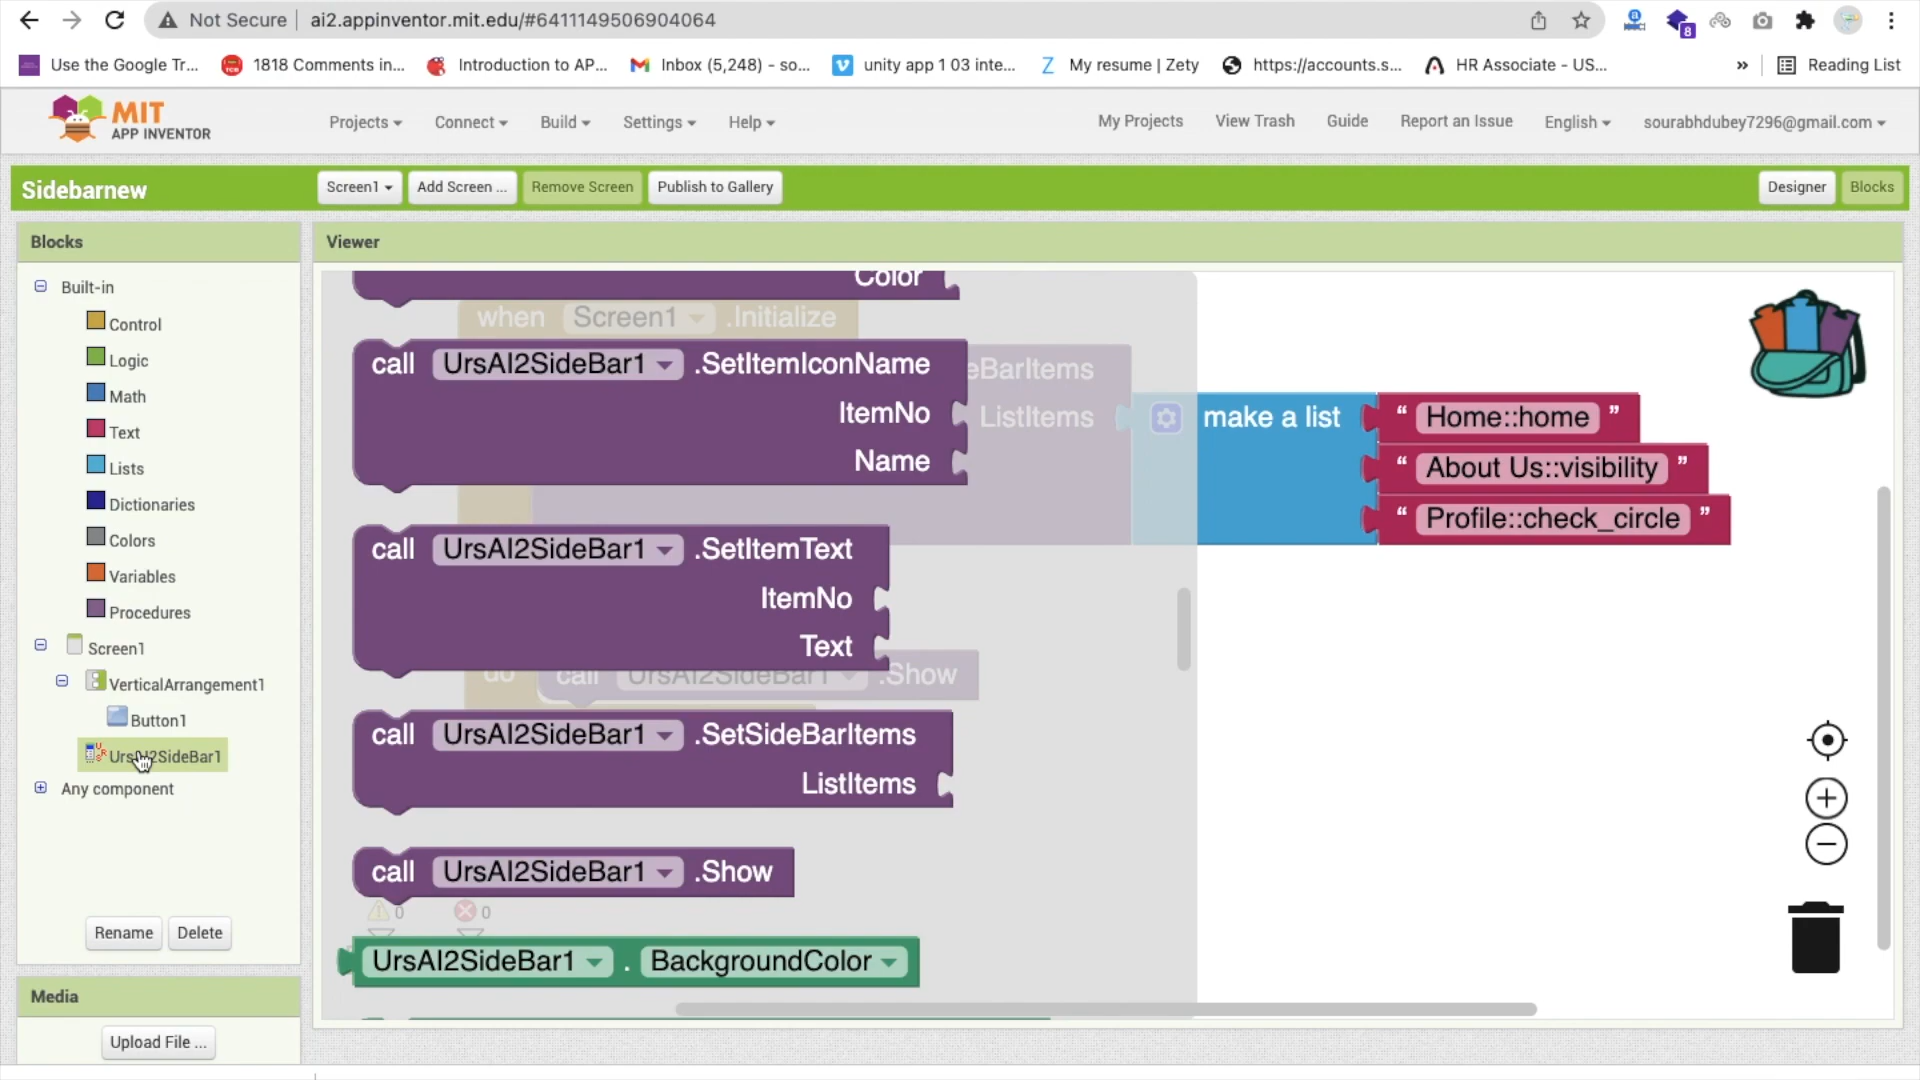 Not Secure ai2.appinventor.mit.edu/#6411149506904064
8
Use the Google Tr... 1818 Comments in... Introduction to AP... Inbox (5,248) - so... unity app 1 03 inte... My resume | Zety https://accounts.s... HR Associate - US... » Reading List
MIT
APP INVENTOR
Projects Connect Build Settings Help My Projects View Trash Guide Report an Issue English sourabhdubey7296@gmail.com
Sidebarnew Screen1 Add Screen ... Remove Screen Publish to Gallery Designer Blocks
Blocks Viewer
Built-in
Control
Logic
Math
Text
Lists
Dictionaries
Colors
Variables
Procedures
Screen1
VerticalArrangement1
Button1
UrsAI2SideBar1
Any component
Rename Delete
Media
Upload File ...
Color
when Screen1 .Initialize
call UrsAI2SideBar1 .SetItemIconName
ItemNo
Name
eBarItems
ListItems make a list “ Home::home ”
“ About Us::visibility ”
“ Profile::check_circle ”
call UrsAI2SideBar1 .SetItemText
ItemNo
Text
do call UrsAI2SideBar1 .Show
call UrsAI2SideBar1 .SetSideBarItems
ListItems
call UrsAI2SideBar1 .Show
0 0
UrsAI2SideBar1 . BackgroundColor